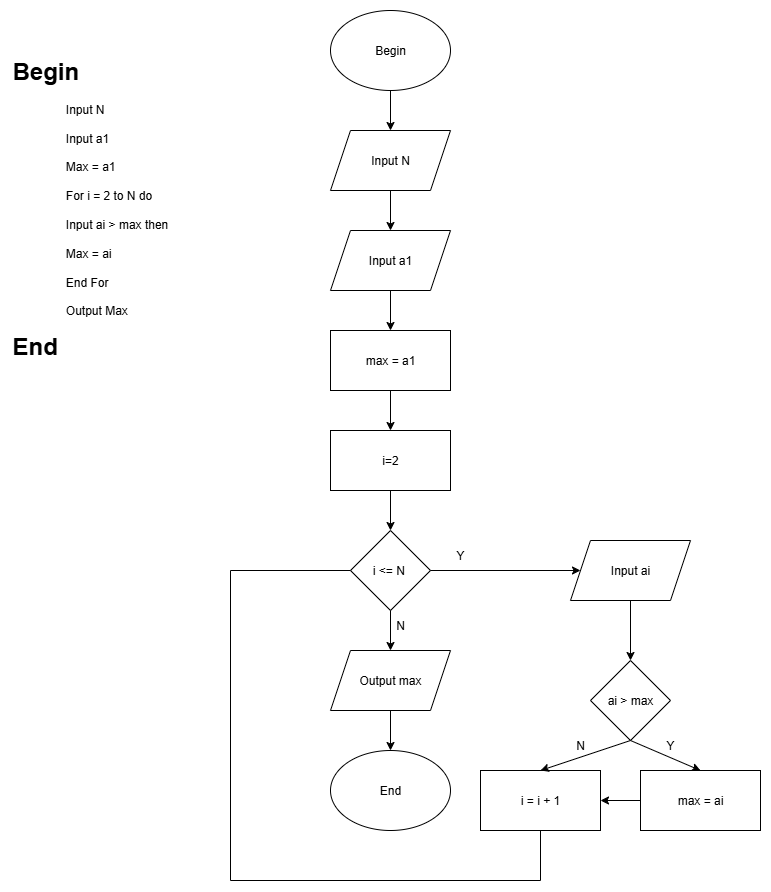 Begin
Input N
Input a1
Max = a1
For i = 2 to N do
Input ai > max then
Max = ai
End For
Output Max
End
Begin
Input N
Input a1
max = a1
i=2
i <= N
Y
Input ai
N
Output max
ai > max
N
Y
End
i = i + 1
max = ai